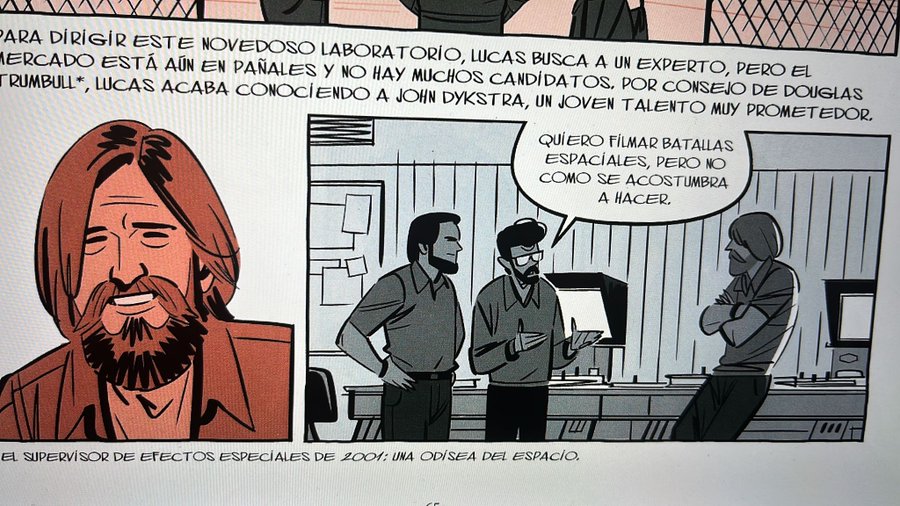 PARA DIRIGIR ESTE NOVEDOSO LABORATORIO, LUCAS BUSCA A UN EXPERTO, PERO EL
MERCADO ESTÁ AÚN EN PAÑALES Y NO HAY MUCHOS CANDIDATOS. POR CONSEJO DE DOUGLAS
TRUMBULL*, LUCAS ACABA CONOCIENDO A JOHN DYKSTRA, UN JOVEN TALENTO MUY PROMETEDOR.
QUIERO FILMAR BATALLAS
ESPACIALES, PERO NO
COMO SE ACOSTUMBRA
A HACER.
EL SUPERVISOR DE EFECTOS ESPECIALES DE 2001: UNA ODISEA DEL ESPACIO.